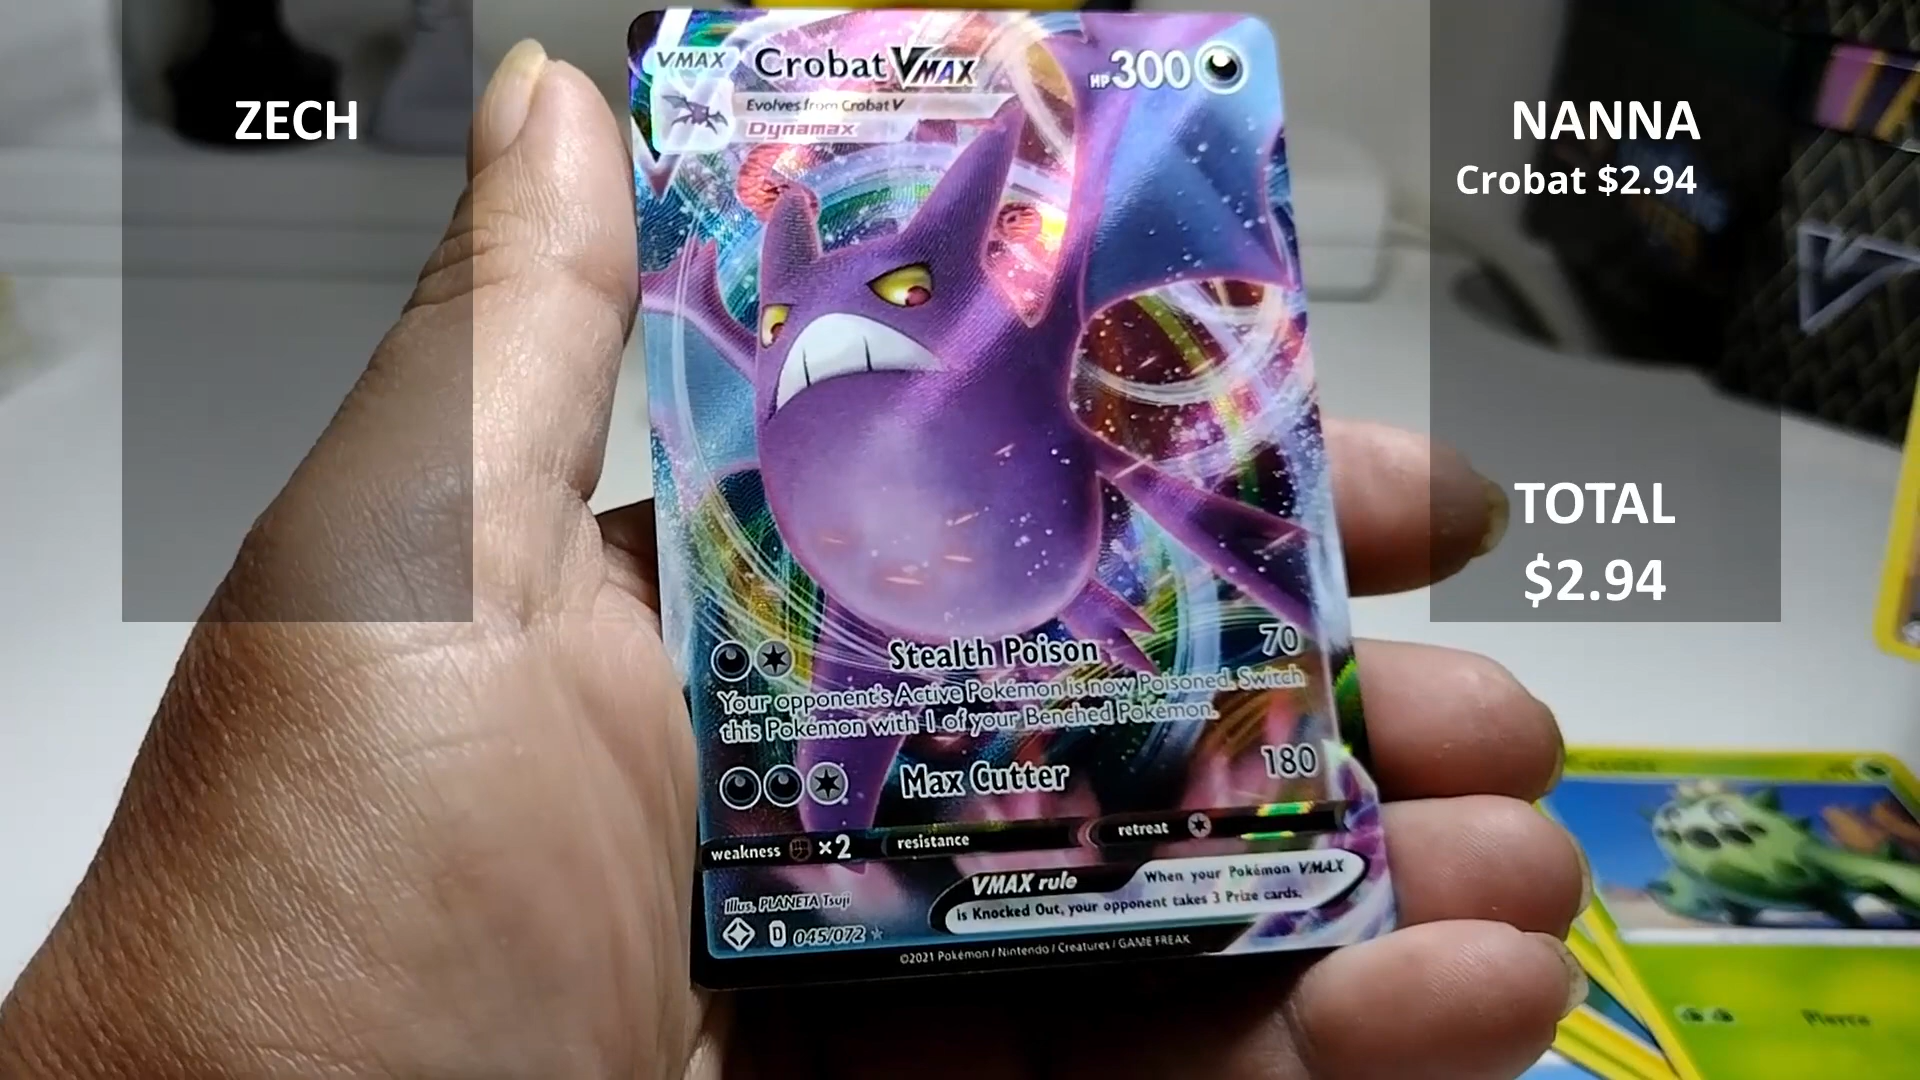 ZECH
NANNA
Crobat $2.94
TOTAL
$2.94
VMAX Crobat VMAX HP 300
Evolves from Crobat V
Dynamax
Stealth Poison 70
Your opponent's Active Pokémon is now Poisoned. Switch
this Pokémon with 1 of your Benched Pokémon.
Max Cutter 180
weakness ×2 resistance retreat
VMAX rule When your Pokémon VMAX
is Knocked Out, your opponent takes 3 Prize cards.
Illus. PLANETA Tsuji
D 045/072
©2021 Pokémon / Nintendo / Creatures / GAME FREAK
Pierce